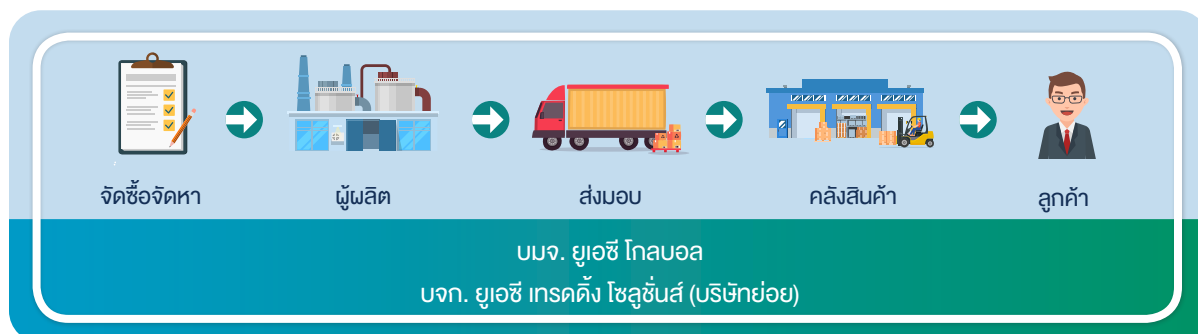 จัดซื้อจัดหา
ผู้ผลิต
ส่งมอบ
คลังสินค้า
ลูกค้า
บมจ. ยูเอซี โกลบอล
บจก. ยูเอซี เทรดดิ้ง โซลูชั่นส์ (บริษัทย่อย)